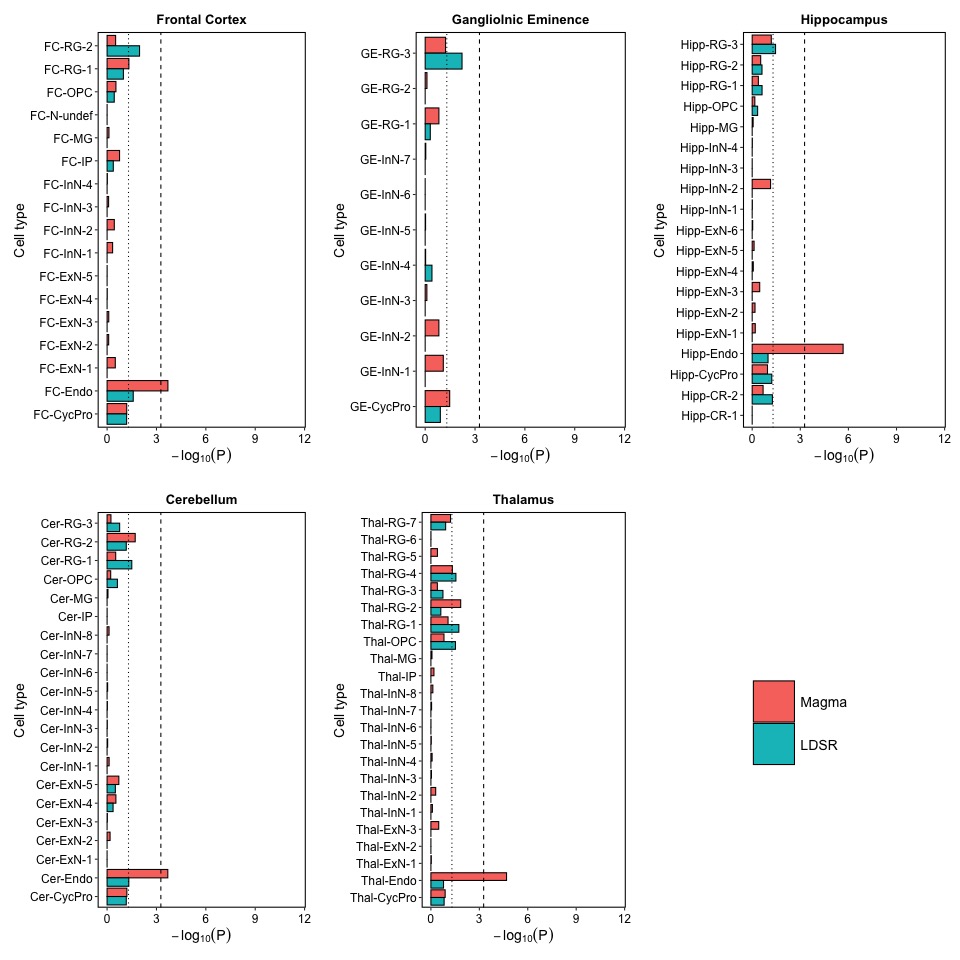 Frontal Cortex
FC-RG-2
FC-RG-1
FC-OPC
FC-N-undef
FC-MG
FC-IP
FC-InN-4
FC-InN-3
FC-InN-2
FC-InN-1
FC-ExN-5
FC-ExN-4
FC-ExN-3
FC-ExN-2
FC-ExN-1
FC-Endo
FC-CycPro
Cell type
0 3 6 9 12
−log10(P)
Gangliolnic Eminence
GE-RG-3
GE-RG-2
GE-RG-1
GE-InN-7
GE-InN-6
GE-InN-5
GE-InN-4
GE-InN-3
GE-InN-2
GE-InN-1
GE-CycPro
Cell type
0 3 6 9 12
−log10(P)
Hippocampus
Hipp-RG-3
Hipp-RG-2
Hipp-RG-1
Hipp-OPC
Hipp-MG
Hipp-InN-4
Hipp-InN-3
Hipp-InN-2
Hipp-InN-1
Hipp-ExN-6
Hipp-ExN-5
Hipp-ExN-4
Hipp-ExN-3
Hipp-ExN-2
Hipp-ExN-1
Hipp-Endo
Hipp-CycPro
Hipp-CR-2
Hipp-CR-1
Cell type
0 3 6 9 12
−log10(P)
Cerebellum
Cer-RG-3
Cer-RG-2
Cer-RG-1
Cer-OPC
Cer-MG
Cer-IP
Cer-InN-8
Cer-InN-7
Cer-InN-6
Cer-InN-5
Cer-InN-4
Cer-InN-3
Cer-InN-2
Cer-InN-1
Cer-ExN-5
Cer-ExN-4
Cer-ExN-3
Cer-ExN-2
Cer-ExN-1
Cer-Endo
Cer-CycPro
Cell type
0 3 6 9 12
−log10(P)
Thalamus
Thal-RG-7
Thal-RG-6
Thal-RG-5
Thal-RG-4
Thal-RG-3
Thal-RG-2
Thal-RG-1
Thal-OPC
Thal-MG
Thal-IP
Thal-InN-8
Thal-InN-7
Thal-InN-6
Thal-InN-5
Thal-InN-4
Thal-InN-3
Thal-InN-2
Thal-InN-1
Thal-ExN-3
Thal-ExN-2
Thal-ExN-1
Thal-Endo
Thal-CycPro
Cell type
0 3 6 9 12
−log10(P)
Magma
LDSR